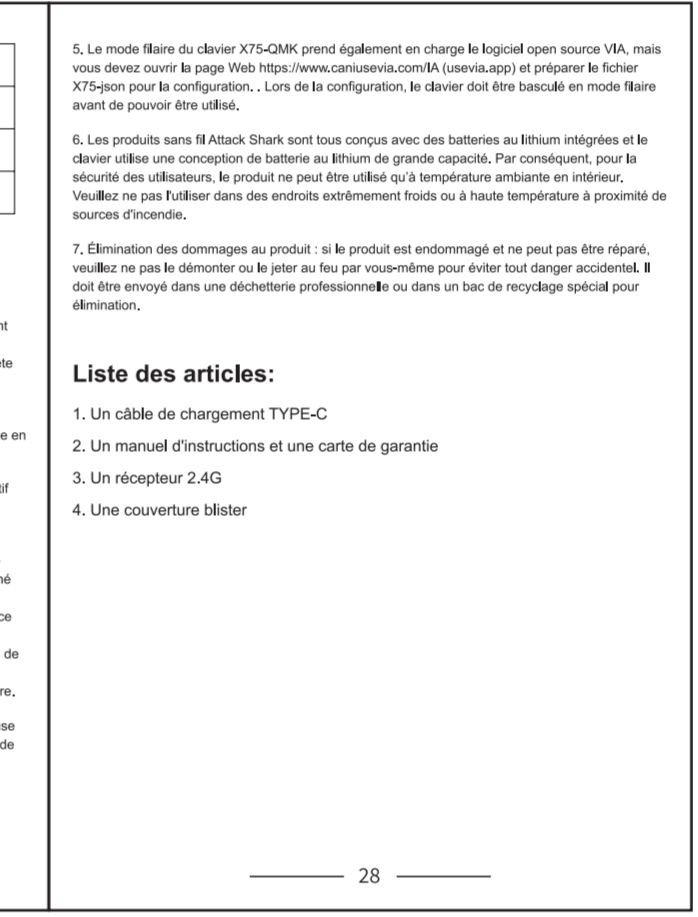 nt
ète
e en
tif
né
ce
de
re.
se
de
5. Le mode filaire du clavier X75-QMK prend également en charge le logiciel open source VIA, mais
vous devez ouvrir la page Web https://www.caniusevia.com/IA (usevia.app) et préparer le fichier
X75-json pour la configuration. . Lors de la configuration, le clavier doit être basculé en mode filaire
avant de pouvoir être utilisé.
6. Les produits sans fil Attack Shark sont tous conçus avec des batteries au lithium intégrées et le
clavier utilise une conception de batterie au lithium de grande capacité. Par conséquent, pour la
sécurité des utilisateurs, le produit ne peut être utilisé qu'à température ambiante en intérieur.
Veuillez ne pas l'utiliser dans des endroits extrêmement froids ou à haute température à proximité de
sources d'incendie.
7. Élimination des dommages au produit : si le produit est endommagé et ne peut pas être réparé,
veuillez ne pas le démonter ou le jeter au feu par vous-même pour éviter tout danger accidentel. Il
doit être envoyé dans une déchetterie professionnelle ou dans un bac de recyclage spécial pour
élimination.
Liste des articles:
1. Un câble de chargement TYPE-C
2. Un manuel d'instructions et une carte de garantie
3. Un récepteur 2.4G
4. Une couverture blister
28